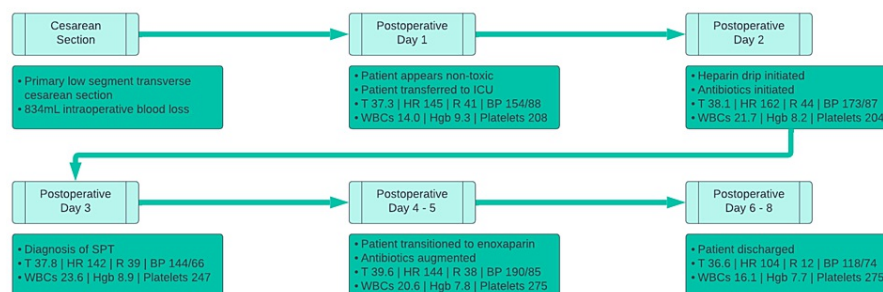 Cesarean
Section
• Primary low segment transverse
cesarean section
• 834mL intraoperative blood loss
Postoperative
Day 1
• Patient appears non-toxic
• Patient transferred to ICU
• T 37.3 | HR 145 | R 41 | BP 154/88
• WBCs 14.0 | Hgb 9.3 | Platelets 208
Postoperative
Day 2
• Heparin drip initiated
• Antibiotics initiated
• T 38.1 | HR 162 | R 44 | BP 173/87
• WBCs 21.7 | Hgb 8.2 | Platelets 204
Postoperative
Day 3
• Diagnosis of SPT
• T 37.8 | HR 142 | R 39 | BP 144/66
• WBCs 23.6 | Hgb 8.9 | Platelets 247
Postoperative
Day 4 - 5
• Patient transitioned to enoxaparin
• Antibiotics augmented
• T 39.6 | HR 144 | R 38 | BP 190/85
• WBCs 20.6 | Hgb 7.8 | Platelets 275
Postoperative
Day 6 - 8
• Patient discharged
• T 36.6 | HR 104 | R 12 | BP 118/74
• WBCs 16.1 | Hgb 7.7 | Platelets 275